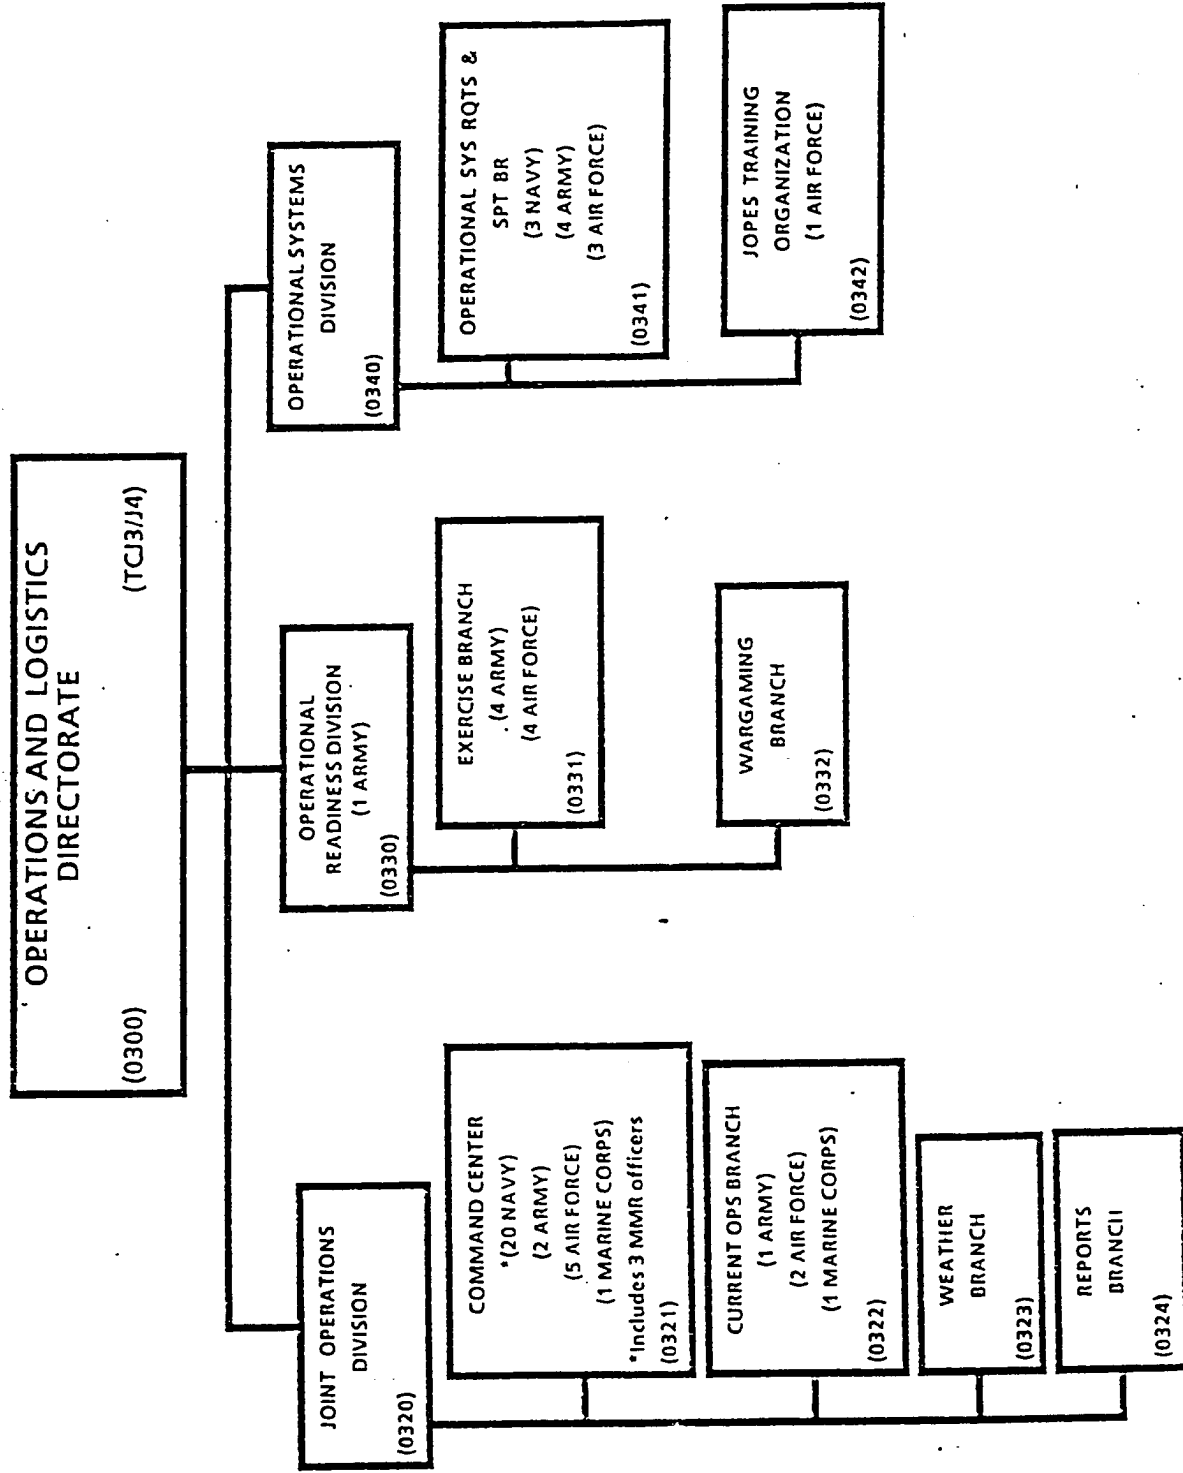 OPERATIONS AND LOGISTICS
DIRECTORATE
(0300)
(TCJ3/J4)
JOINT OPERATIONS
DIVISION
(0320)
COMMAND CENTER
*(20 NAVY)
(2 ARMY)
(5 AIR FORCE)
(1 MARINE CORPS)
*Includes 3 MMR officers
(0321)
CURRENT OPS BRANCH
(1 ARMY)
(2 AIR FORCE)
(1 MARINE CORPS)
(0322)
WEATHER
BRANCH
(0323)
REPORTS
BRANCH
(0324)
OPERATIONAL
READINESS DIVISION
(1 ARMY)
(0330)
EXERCISE BRANCH
(4 ARMY)
(4 AIR FORCE)
(0331)
WARGAMING
BRANCH
(0332)
OPERATIONAL SYSTEMS
DIVISION
(0340)
OPERATIONAL SYS RQTS &
SPT BR
(3 NAVY)
(4 ARMY)
(3 AIR FORCE)
(0341)
JOPES TRAINING
ORGANIZATION
(1 AIR FORCE)
(0342)